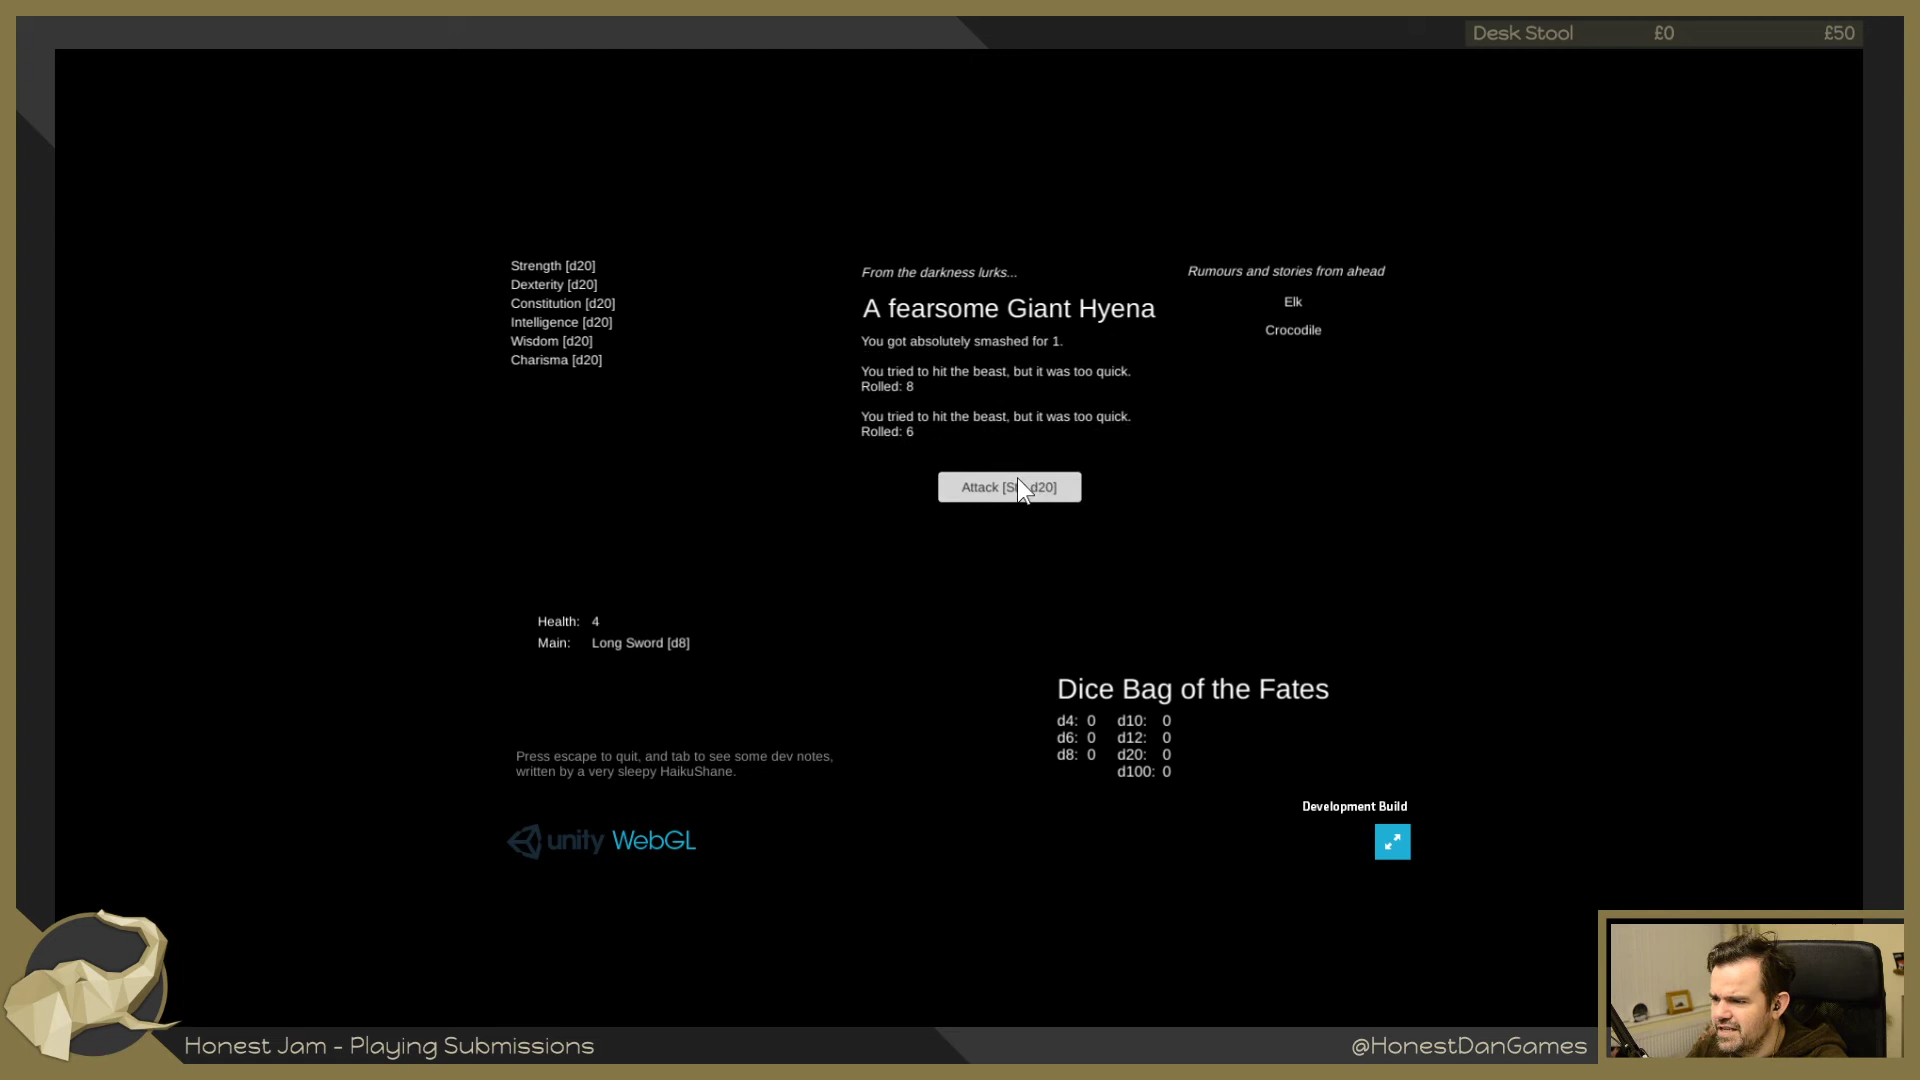 Desk Stool £0 £50
Strength [d20]
Dexterity [d20]
Constitution [d20]
Intelligence [d20]
Wisdom [d20]
Charisma [d20]
From the darkness lurks...
A fearsome Giant Hyena
You got absolutely smashed for 1.
You tried to hit the beast, but it was too quick.
Rolled: 8
You tried to hit the beast, but it was too quick.
Rolled: 6
Attack [St d20]
Rumours and stories from ahead
Elk
Crocodile
Health: 4
Main: Long Sword [d8]
Dice Bag of the Fates
d4: 0 d10: 0
d6: 0 d12: 0
d8: 0 d20: 0
d100: 0
Press escape to quit, and tab to see some dev notes,
written by a very sleepy HaikuShane.
Development Build
unity WebGL
Honest Jam - Playing Submissions
@HonestDanGames